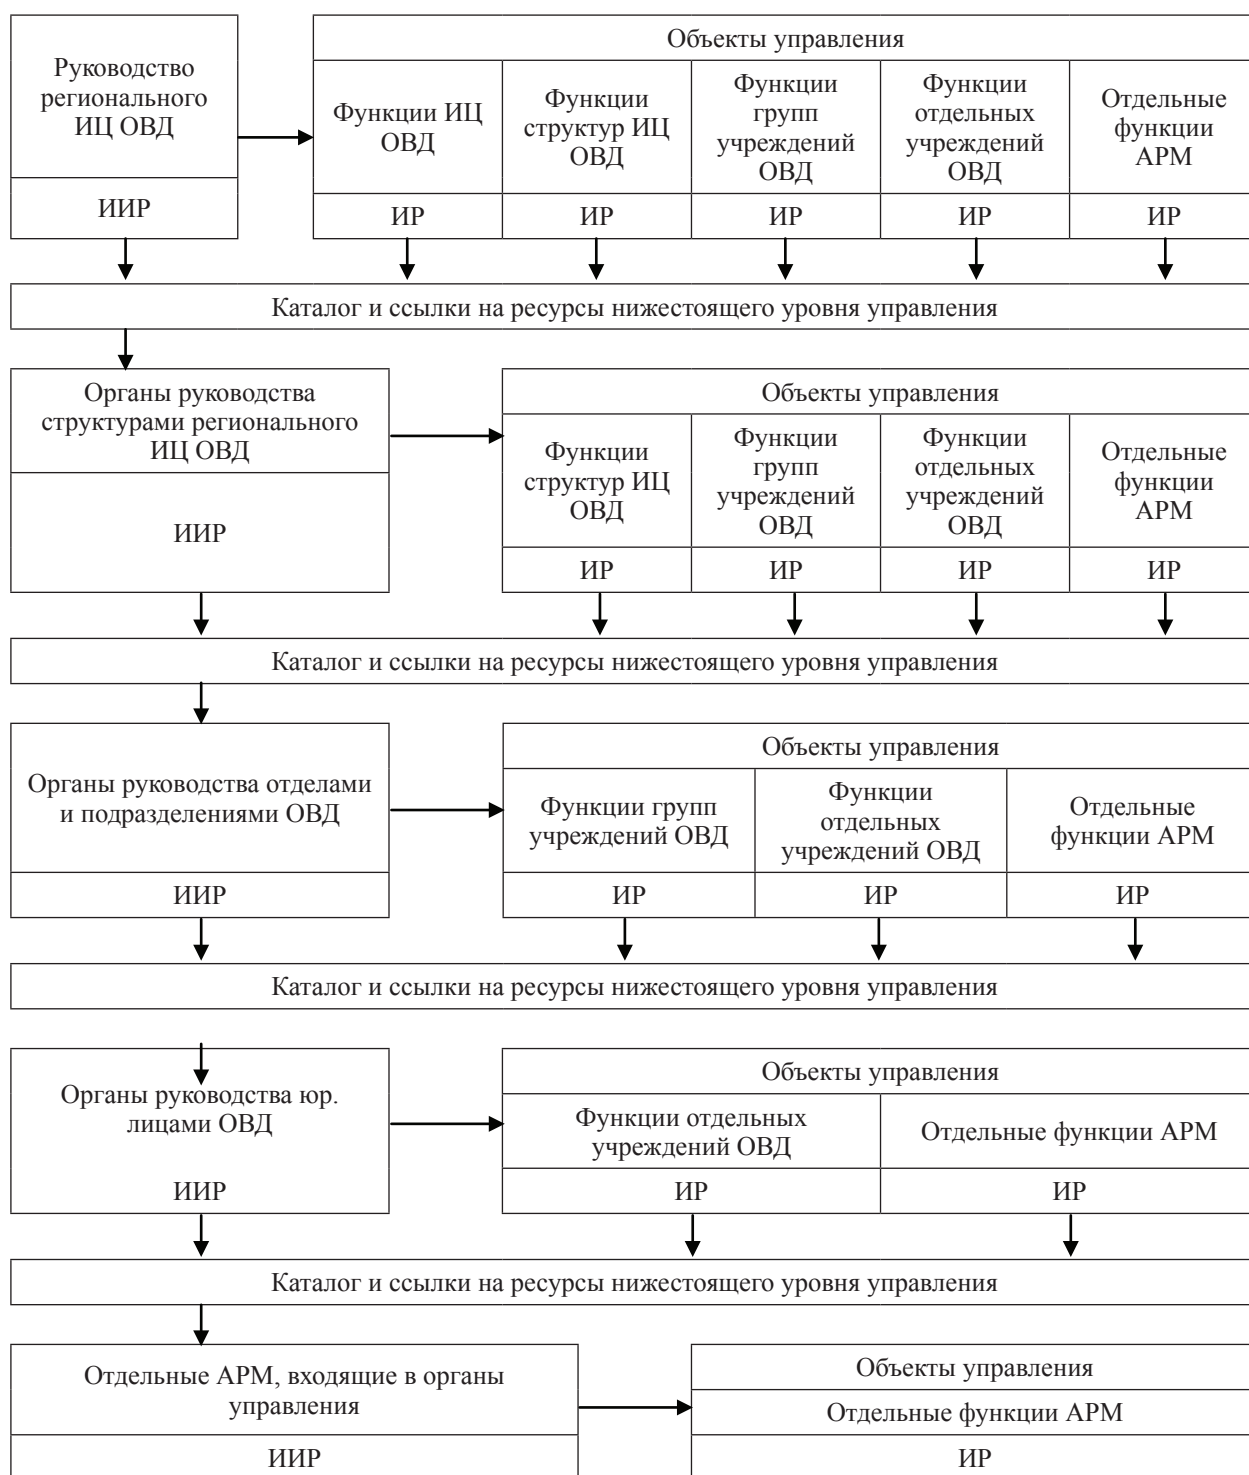 Руководство
регионального
ИЦ ОВД
ИИР
Объекты управления
Функции ИЦ
ОВД
Функции
структур ИЦ
ОВД
Функции
групп
учреждений
ОВД
Функции
отдельных
учреждений
ОВД
Отдельные
функции
АРМ
ИР
ИР
ИР
ИР
ИР
Каталог и ссылки на ресурсы нижестоящего уровня управления
Органы руководства
структурами регионального
ИЦ ОВД
ИИР
Объекты управления
Функции
структур ИЦ
ОВД
Функции
групп
учреждений
ОВД
Функции
отдельных
учреждений
ОВД
Отдельные
функции
АРМ
ИР
ИР
ИР
ИР
Каталог и ссылки на ресурсы нижестоящего уровня управления
Органы руководства отделами
и подразделениями ОВД
ИИР
Объекты управления
Функции групп
учреждений ОВД
Функции
отдельных
учреждений ОВД
Отдельные
функции АРМ
ИР
ИР
ИР
Каталог и ссылки на ресурсы нижестоящего уровня управления
Органы руководства юр.
лицами ОВД
ИИР
Объекты управления
Функции отдельных
учреждений ОВД
Отдельные функции АРМ
ИР
ИР
Каталог и ссылки на ресурсы нижестоящего уровня управления
Отдельные АРМ, входящие в органы
управления
ИИР
Объекты управления
Отдельные функции АРМ
ИР